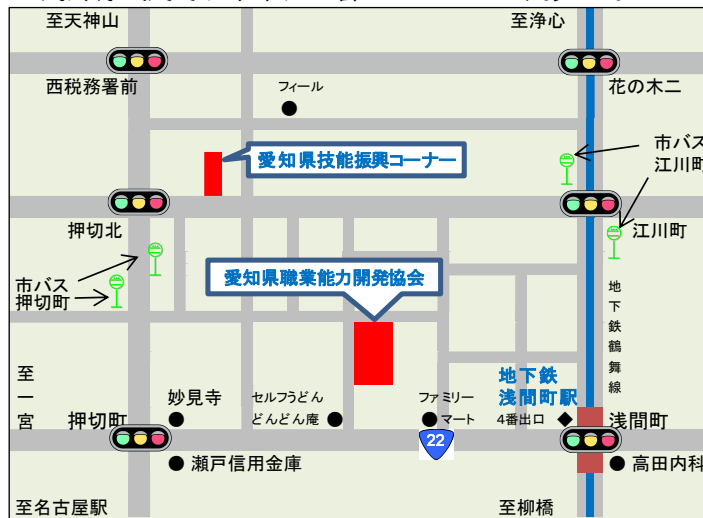 至天神山
至浄心
西税務署前
フィール
花の木二
愛知県技能振興コーナー
市バス
江川町
押切北
江川町
愛知県職業能力開発協会
市バス
押切町
地下鉄鶴舞線
至一宮
地下鉄
浅間町駅
妙見寺
セルフうどん
どんどん庵
ファミリー
マート
4番出口
押切町
浅間町
22
瀬戸信用金庫
高田内科
至名古屋駅
至柳橋